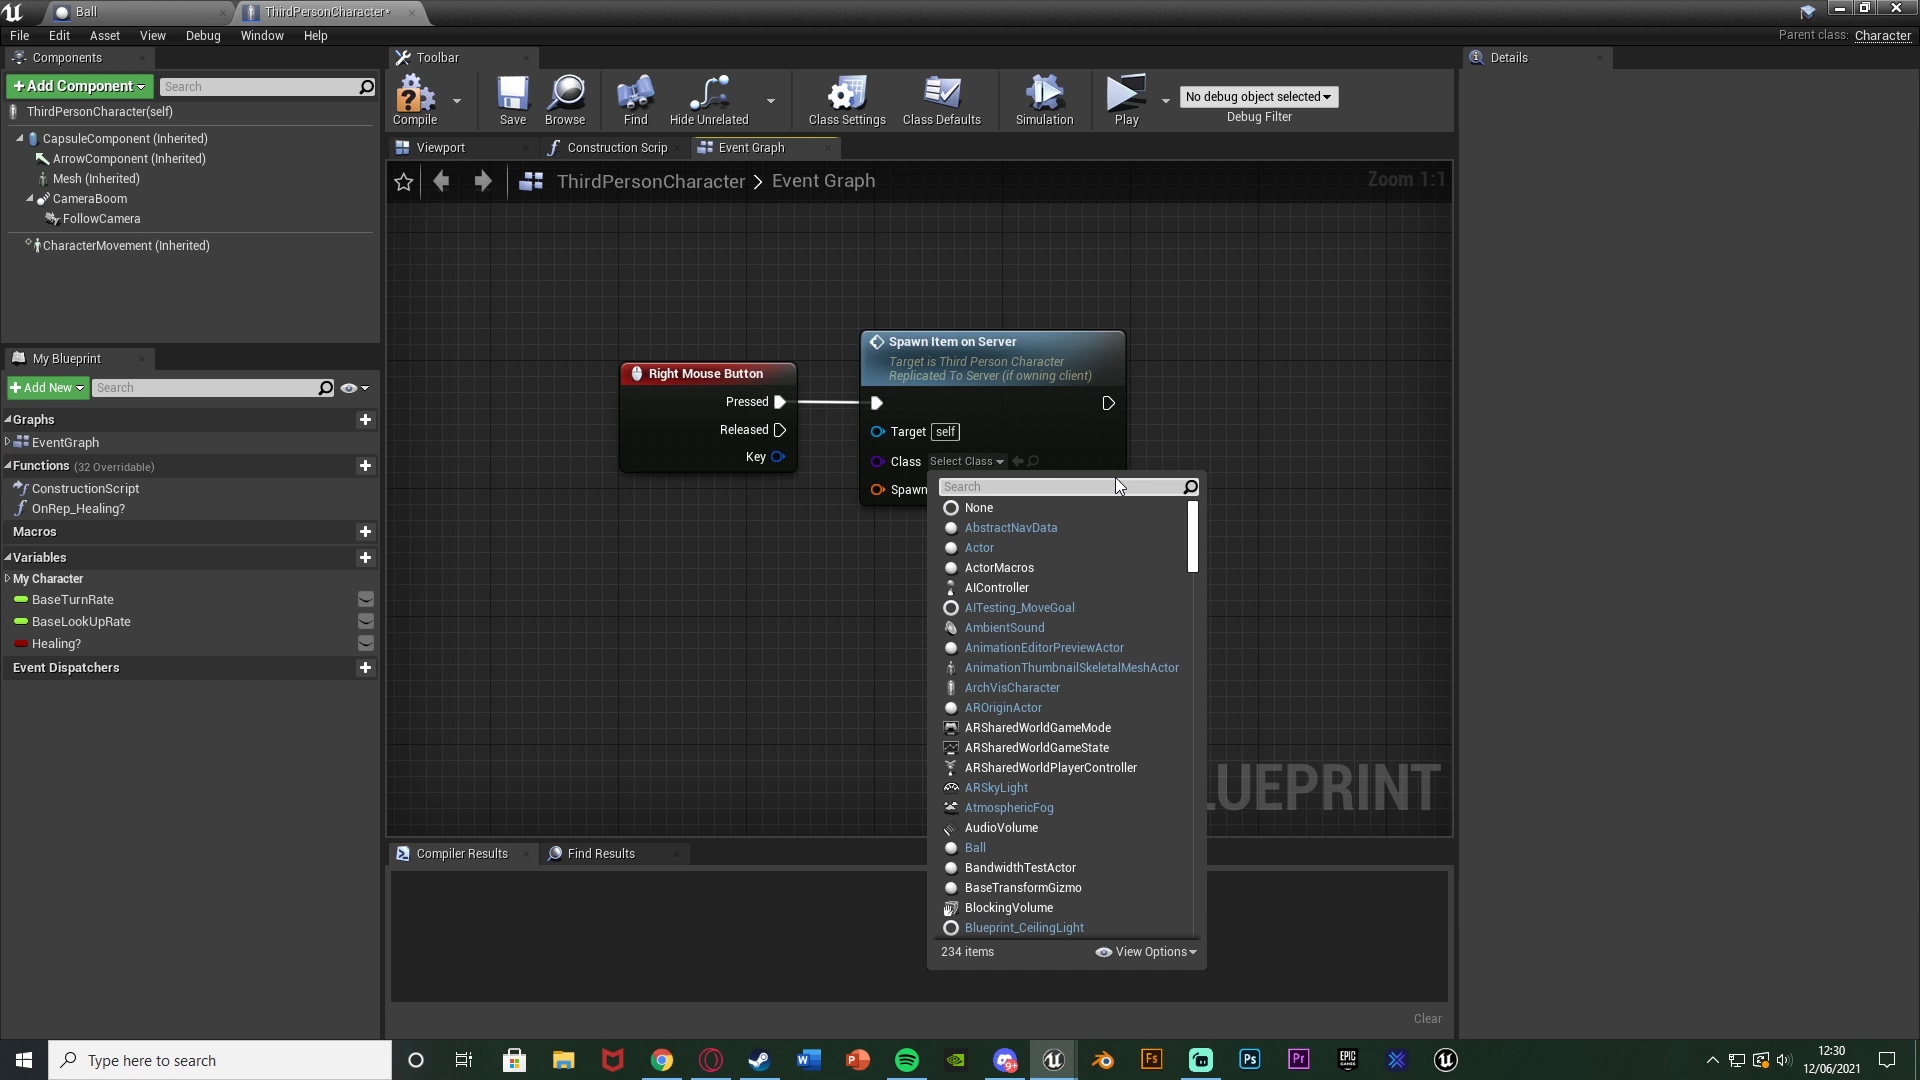 Ball
ThirdPersonCharacter*
File Edit Asset View Debug Window Help
Parent class: Character
Components
Toolbar
Details
+Add Component
Search
ThirdPersonCharacter(self)
CapsuleComponent (Inherited)
ArrowComponent (Inherited)
Mesh (Inherited)
CameraBoom
FollowCamera
CharacterMovement (Inherited)
Compile
Save
Browse
Find
Hide Unrelated
Class Settings
Class Defaults
Simulation
Play
No debug object selected
Debug Filter
Viewport
Construction Scrip
Event Graph
ThirdPersonCharacter > Event Graph
Zoom 1:1
My Blueprint
+Add New
Search
Graphs
EventGraph
Functions (32 Overridable)
ConstructionScript
OnRep_Healing?
Macros
Variables
My Character
BaseTurnRate
BaseLookUpRate
Healing?
Event Dispatchers
Right Mouse Button
Pressed
Released
Key
Spawn Item on Server
Target is Third Person Character
Replicated To Server (if owning client)
Target self
Class Select Class
Spawn
Search
None
AbstractNavData
Actor
ActorMacros
AIController
AITesting_MoveGoal
AmbientSound
AnimationEditorPreviewActor
AnimationThumbnailSkeletalMeshActor
ArchVisCharacter
AROriginActor
ARSharedWorldGameMode
ARSharedWorldGameState
ARSharedWorldPlayerController
ARSkyLight
AtmosphericFog
AudioVolume
Ball
BandwidthTestActor
BaseTransformGizmo
BlockingVolume
Blueprint_CeilingLight
234 items
View Options
LUEPRINT
Compiler Results
Find Results
Clear
Type here to search
12:30
12/06/2021